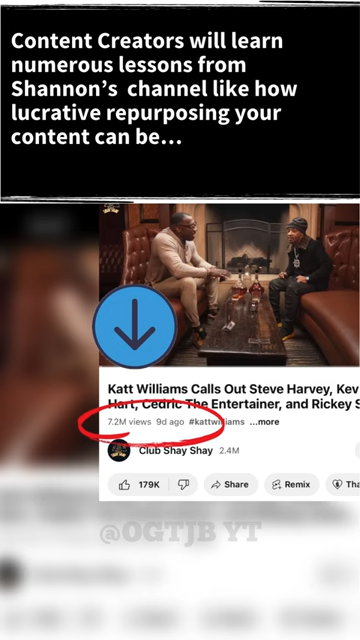 Content Creators will learn
numerous lessons from
Shannon’s channel like how
lucrative repurposing your
content can be...
Katt Williams Calls Out Steve Harvey, Kev
Hart, Cedric The Entertainer, and Rickey S
7.2M views 9d ago #kattwilliams ...more
Club Shay Shay 2.4M
179K Share Remix Tha
@OGTJB YT